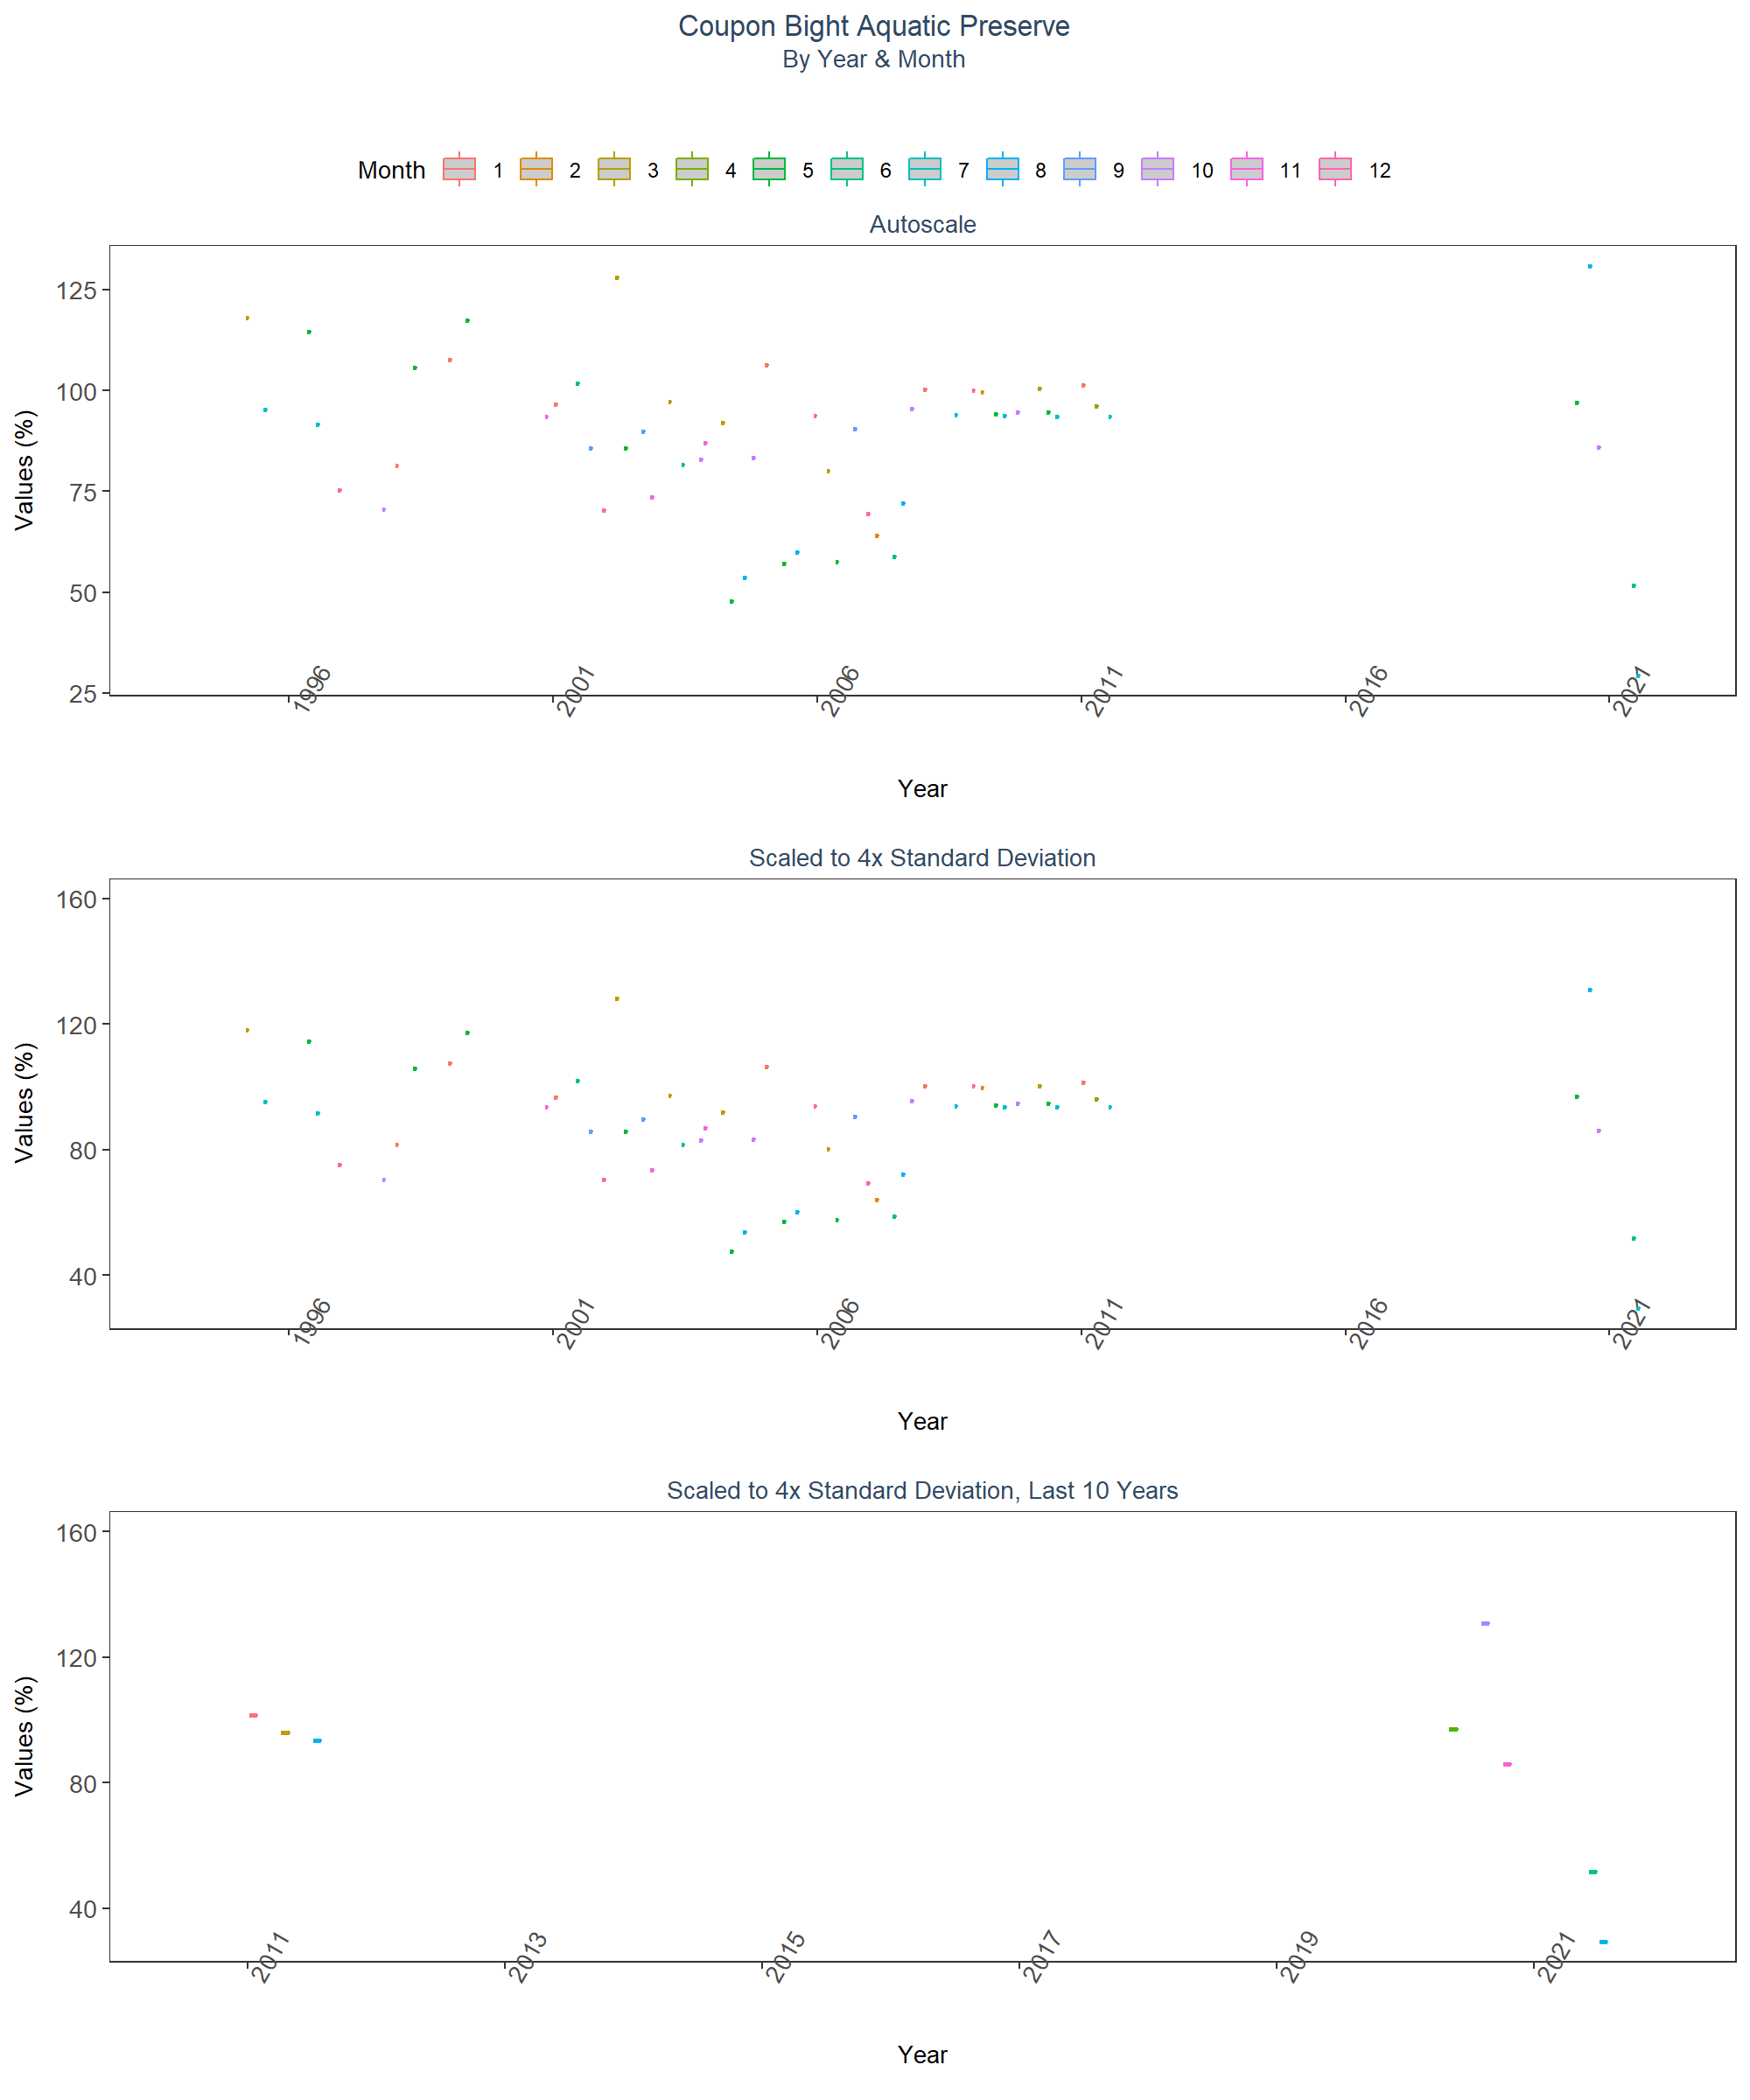 Coupon Bight Aquatic Preserve
By Year & Month
Month 1 2 3 4 5 6 7 8 9 10 11 12
Autoscale
Values (%)
125
100
75
50
25
1996 2001 2006 2011 2016 2021
Year
Scaled to 4x Standard Deviation
Values (%)
160
120
80
40
1996 2001 2006 2011 2016 2021
Year
Scaled to 4x Standard Deviation, Last 10 Years
Values (%)
160
120
80
40
2011 2013 2015 2017 2019 2021
Year